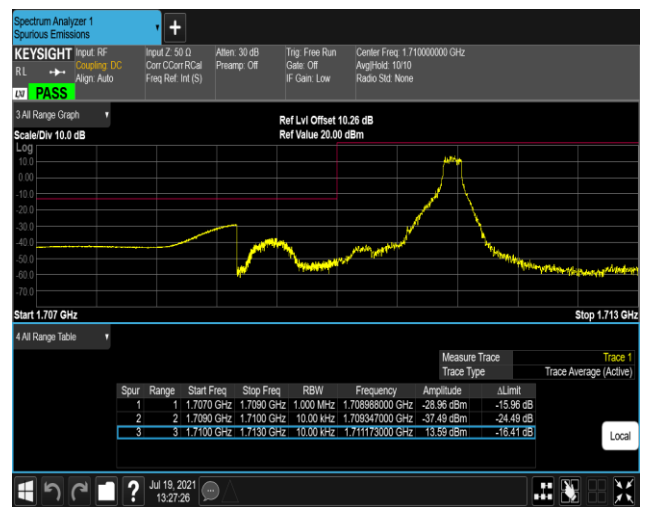 Spectrum Analyzer 1
Spurious Emissions
+
KEYSIGHT Input: RF Input Z: 50 Ω Atten: 30 dB Trig: Free Run Center Freq: 1.710000000 GHz
R L Coupling: DC Corr CCorr RCal Preamp: Off Gate: Off Avg|Hold: 10/10
Align: Auto Freq Ref: Int (S) IF Gain: Low Radio Std: None
LXI PASS
3 All Range Graph
Ref Lvl Offset 10.26 dB
Scale/Div 10.0 dB Ref Value 20.00 dBm
Log
10.0
0.00
-10.0
-20.0
-30.0
-40.0
-50.0
-60.0
-70.0
Start 1.707 GHz Stop 1.713 GHz
4 All Range Table
Measure Trace Trace 1
Trace Type Trace Average (Active)
Spur Range Start Freq Stop Freq RBW Frequency Amplitude ΔLimit
1 1 1.7070 GHz 1.7090 GHz 1.000 MHz 1.708988000 GHz -28.96 dBm -15.96 dB
2 2 1.7090 GHz 1.7100 GHz 10.00 kHz 1.709347000 GHz -37.49 dBm -24.49 dB
3 3 1.7100 GHz 1.7130 GHz 10.00 kHz 1.711173000 GHz 13.59 dBm -16.41 dB
Local
? Jul 19, 2021
13:27:26